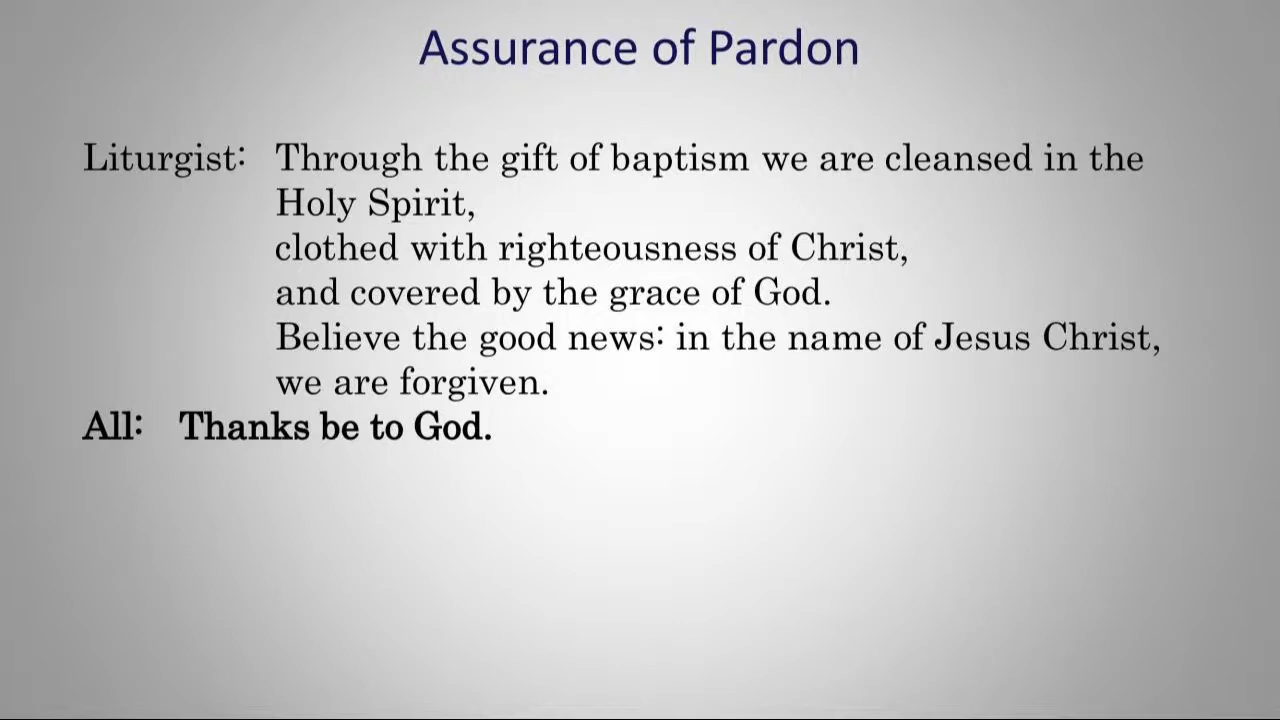 Assurance of Pardon
Liturgist: Through the gift of baptism we are cleansed in the
Holy Spirit,
clothed with righteousness of Christ,
and covered by the grace of God.
Believe the good news: in the name of Jesus Christ,
we are forgiven.
All: Thanks be to God.